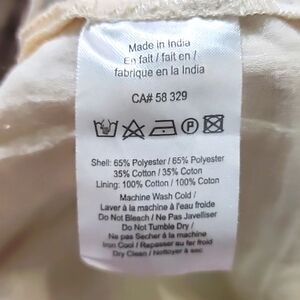 Made in India
En fait / fait en /
fabrique en la India
CA# 58 329
P
Shell: 65% Polyester / 65% Polyester
35% Cotton / 35% Coton
Lining: 100% Cotton / 100% Coton
Machine Wash Cold /
Laver à la machine à l'eau froide
Do Not Bleach / Ne Pas Javelliser
Do Not Tumble Dry /
Ne pas Secher à la machine
Iron Cool / Repasser au fer froid
Dry Clean / Nettoyer à sec